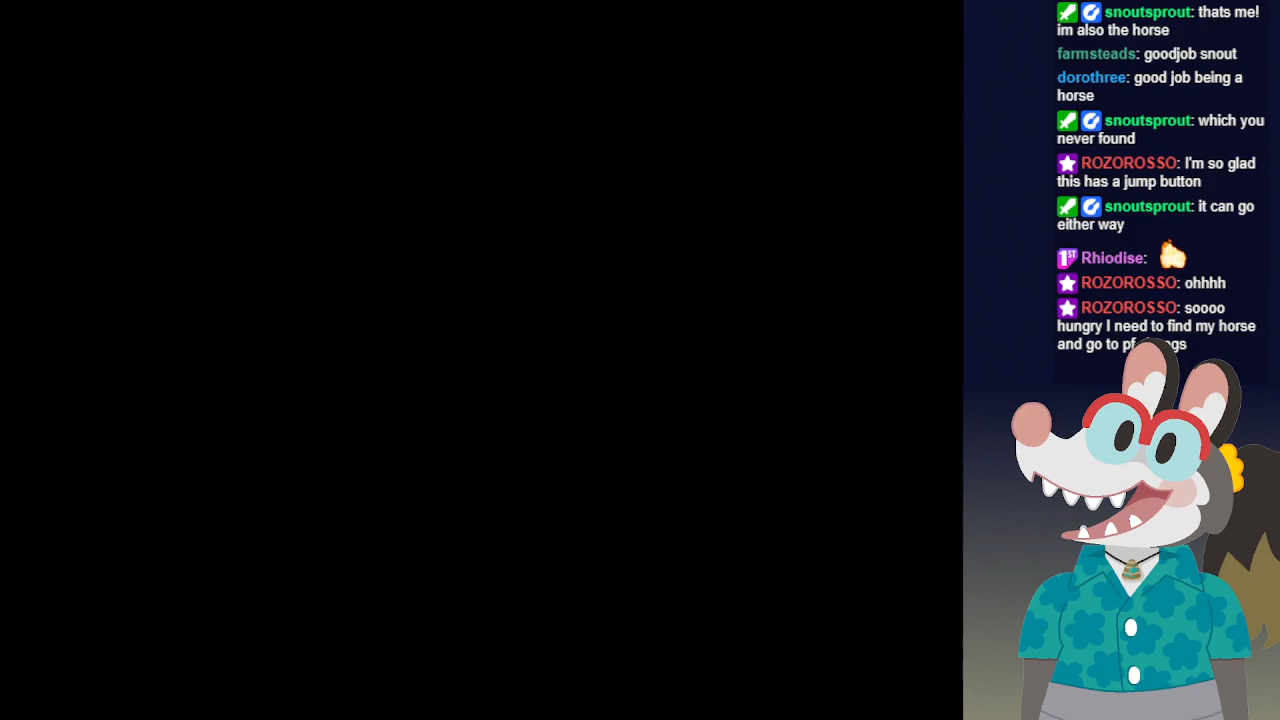 snoutsprout: thats me!
im also the horse
farmsteads: goodjob snout
dorothree: good job being a
horse
snoutsprout: which you
never found
ROZOROSSO: I'm so glad
this has a jump button
snoutsprout: it can go
either way
1ST Rhiodise:
ROZOROSSO: ohhhh
ROZOROSSO: soooo
hungry I need to find my horse
and go to